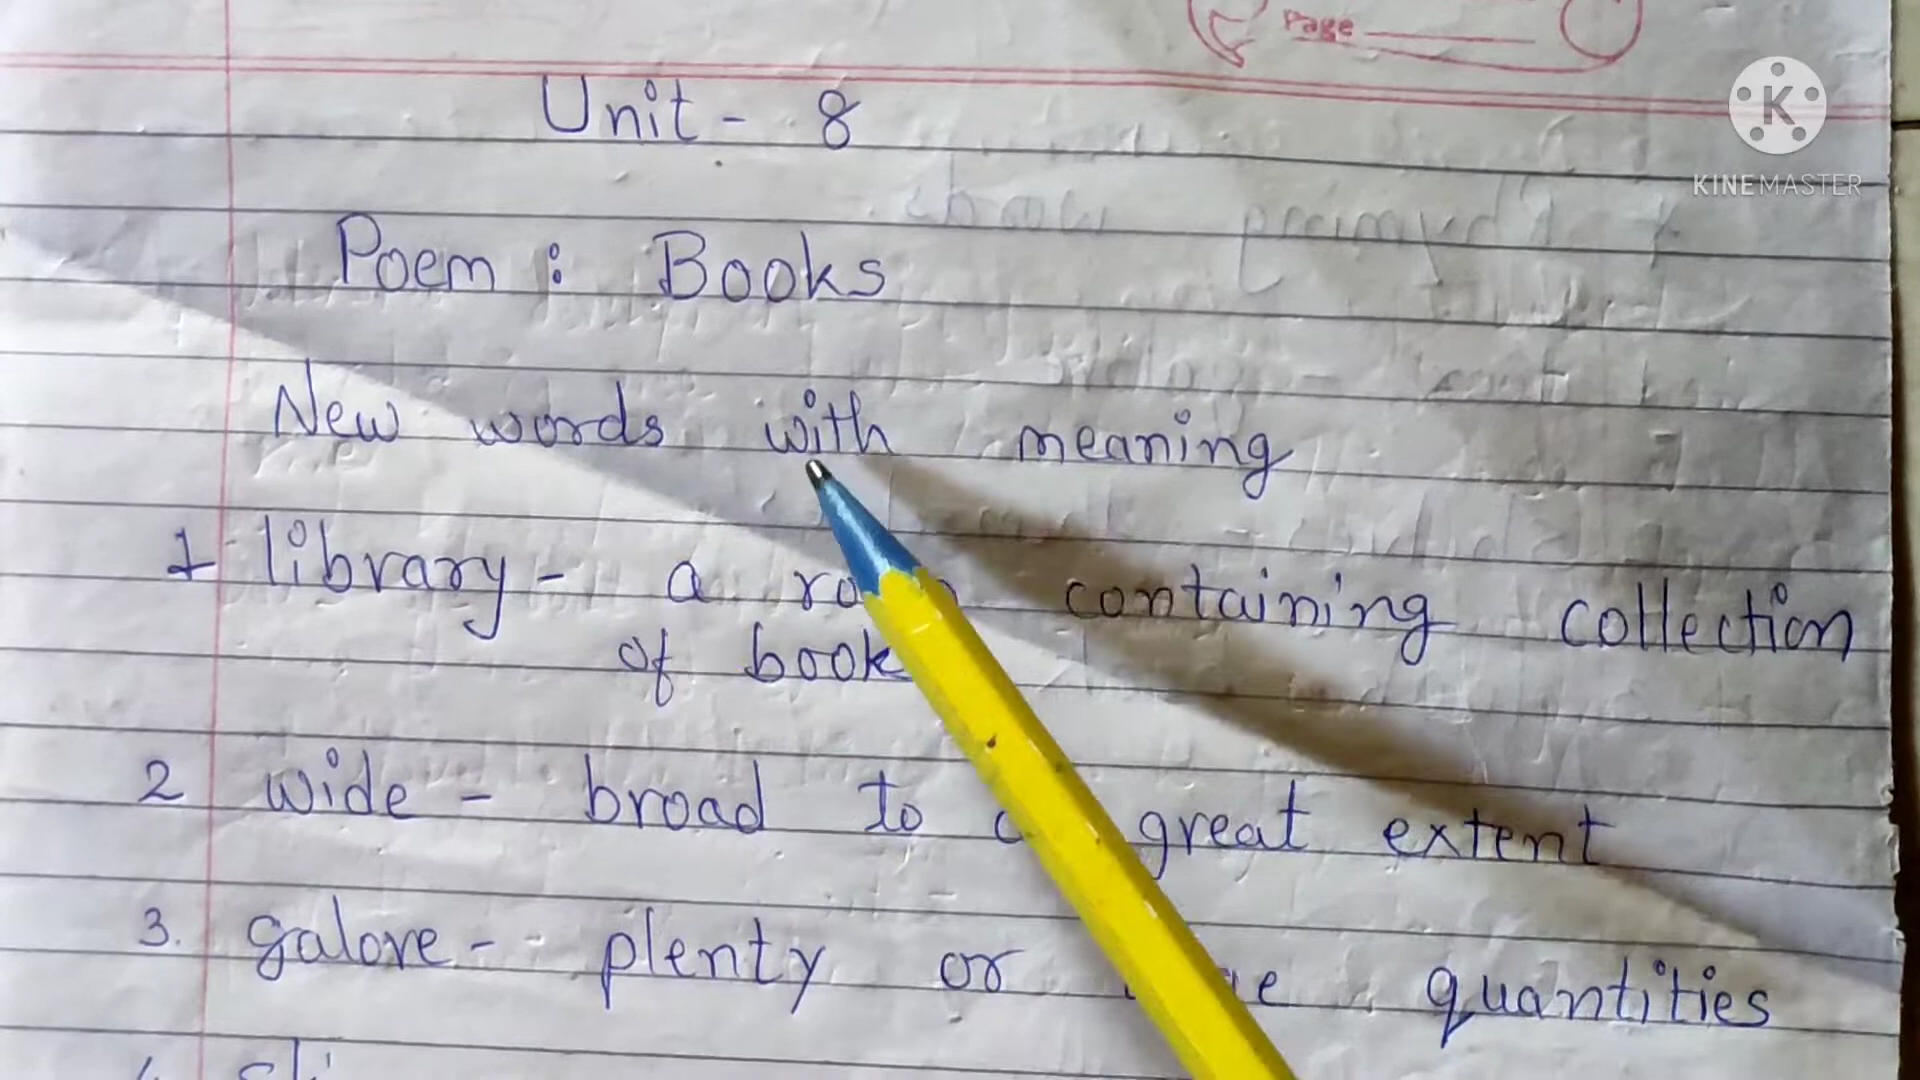 Page
KINEMASTER
Unit - 8
Poem : Books
New words with meaning
1 library - a containing collection
of book
2 wide - broad to great extent
3. galore - - plenty or quantities